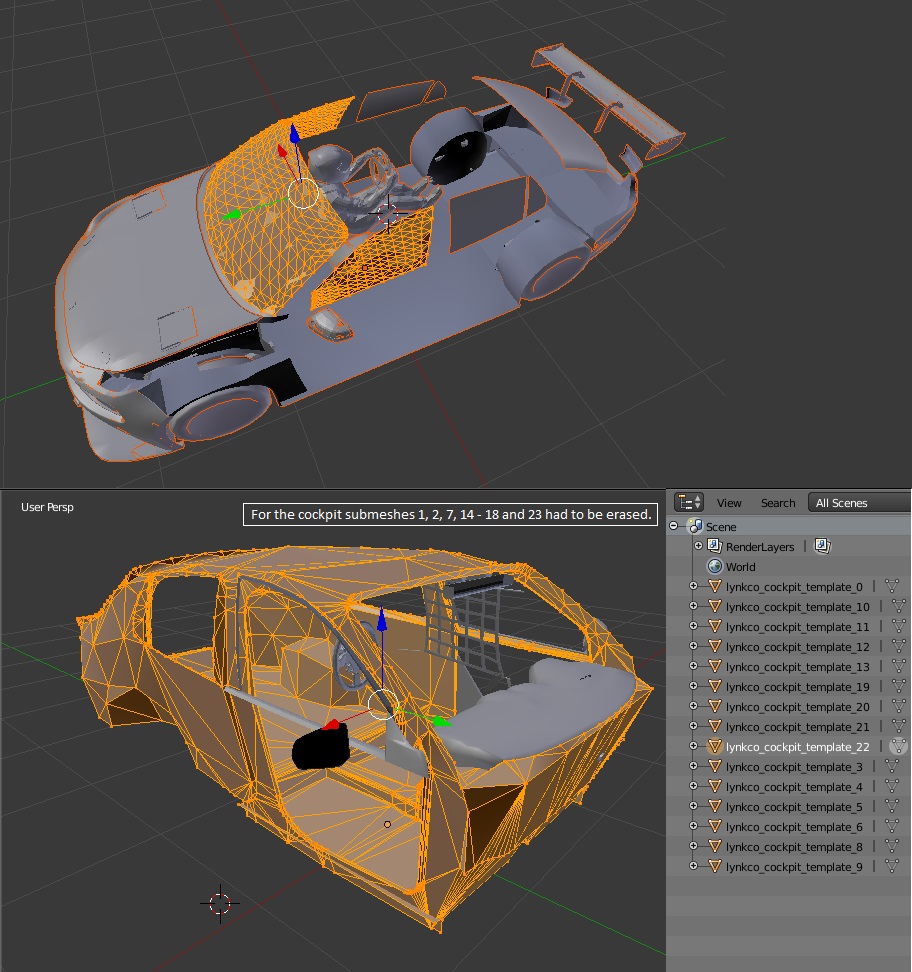 User Persp
For the cockpit submeshes 1, 2, 7, 14 - 18 and 23 had to be erased.
View Search All Scenes
Scene
RenderLayers
World
lynkco_cockpit_template_0
lynkco_cockpit_template_10
lynkco_cockpit_template_11
lynkco_cockpit_template_12
lynkco_cockpit_template_13
lynkco_cockpit_template_19
lynkco_cockpit_template_20
lynkco_cockpit_template_21
lynkco_cockpit_template_22
lynkco_cockpit_template_3
lynkco_cockpit_template_4
lynkco_cockpit_template_5
lynkco_cockpit_template_6
lynkco_cockpit_template_8
lynkco_cockpit_template_9